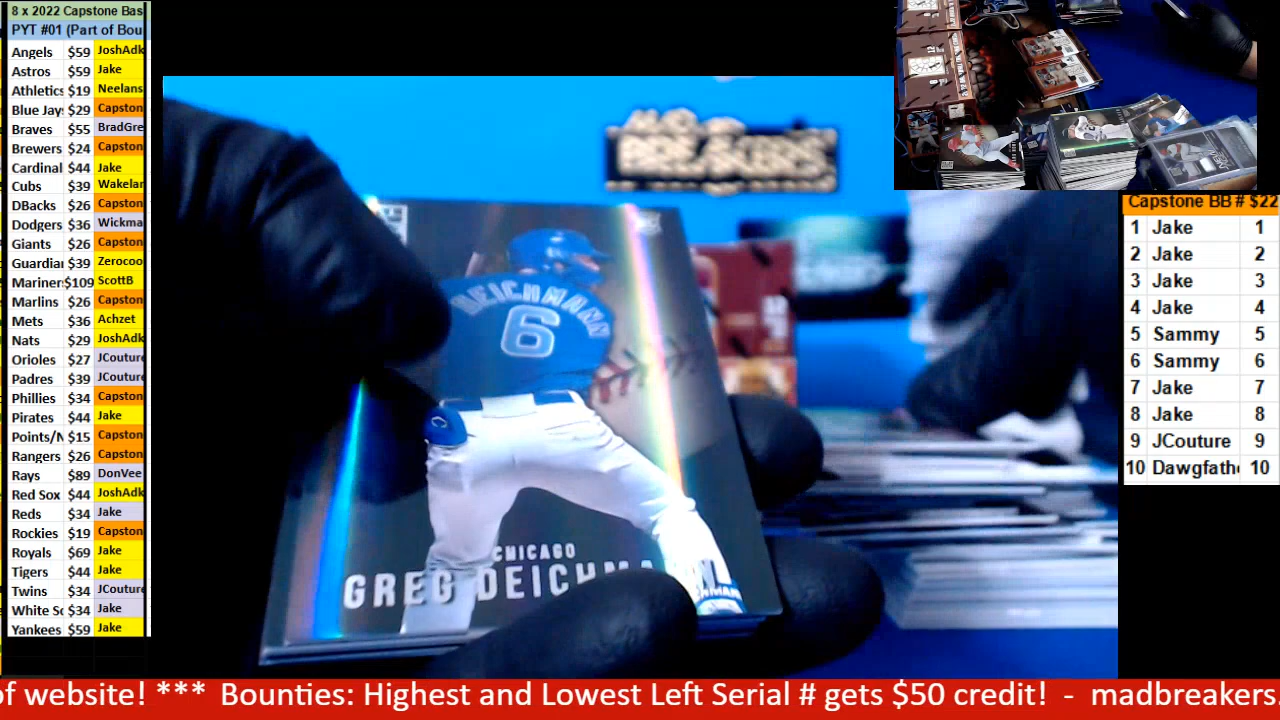 8 x 2022 Capstone Bas
PYT #01 (Part of Bou
Angels $59 JoshAdk
Astros $59 Jake
Athletics $19 Neelans
Blue Jay $29 Capston
Braves $55 BradGre
Brewers $24 Capston
Cardinal $44 Jake
Cubs $39 Wakelan
DBacks $26 Capston
Dodgers $36 Wickma
Giants $26 Capston
Guardian $39 Zerocoo
Mariners $109 ScottB
Marlins $26 Capston
Mets $36 Achzet
Nats $29 JoshAdk
Orioles $27 JCouture
Padres $39 JCouture
Phillies $34 Capston
Pirates $44 Jake
Points/N $15 Capston
Rangers $26 Capston
Rays $89 DonVee
Red Sox $44 JoshAdk
Reds $34 Jake
Rockies $19 Capston
Royals $69 Jake
Tigers $44 Jake
Twins $34 JCouture
White So $34 Jake
Yankees $59 Jake
BREAKERS
DEICHMANN
6
CHICAGO
GREG DEICHMA
Capstone BB # $22
1 Jake 1
2 Jake 2
3 Jake 3
4 Jake 4
5 Sammy 5
6 Sammy 6
7 Jake 7
8 Jake 8
9 JCouture 9
10 Dawgfath 10
of website! *** Bounties: Highest and Lowest Left Serial # gets $50 credit! - madbreakers.